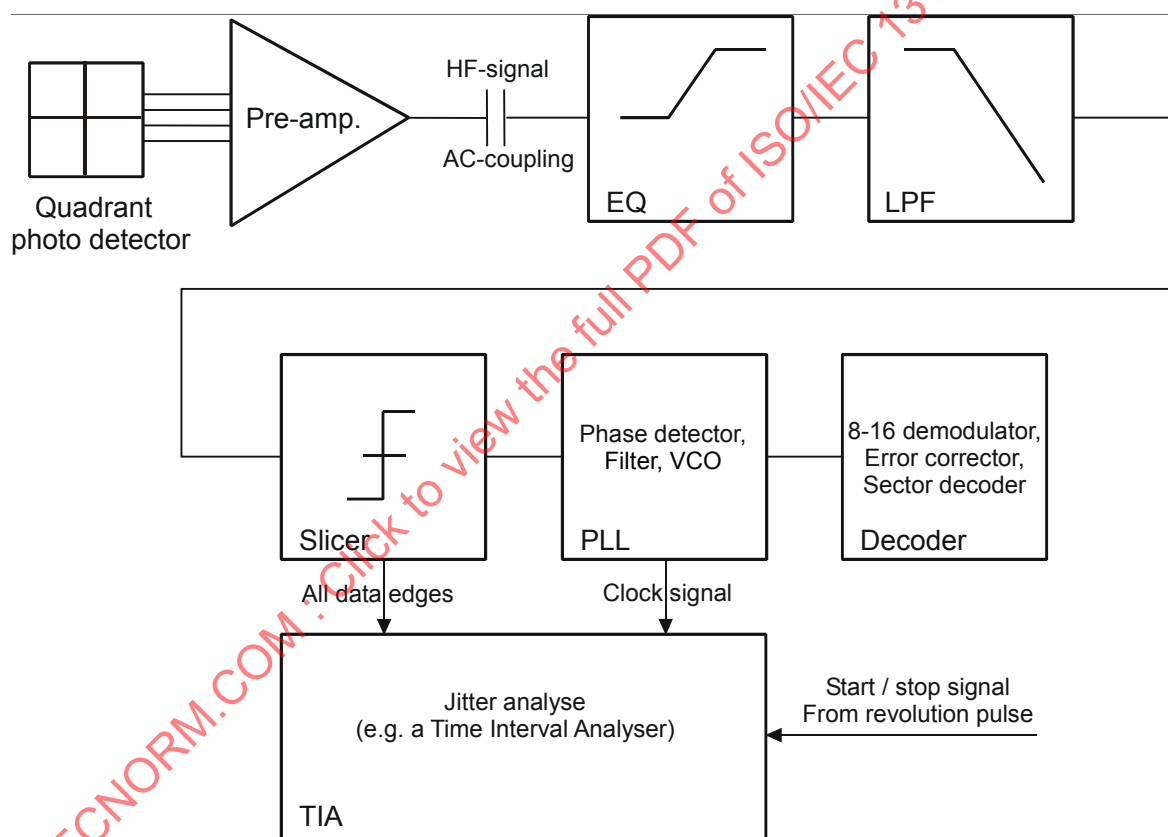 HF-signal
Pre-amp.
AC-coupling
EQ
LPF
Quadrant
photo detector
Phase detector,
Filter, VCO
8-16 demodulator,
Error corrector,
Sector decoder
Slicer
PLL
Decoder
All data edges
Clock signal
Jitter analyse
(e.g. a Time Interval Analyser)
Start / stop signal
From revolution pulse
TIA
ECNORM.COM : Click to view the full PDF of ISO/IEC 13